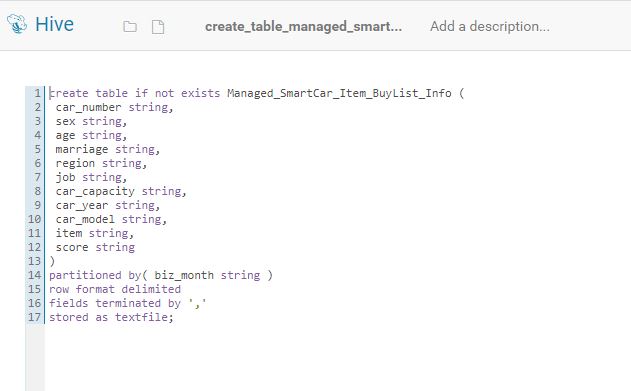 Hive
create_table_managed_smart...
Add a description...
1 create table if not exists Managed_SmartCar_Item_BuyList_Info (
2 car_number string,
3 sex string,
4 age string,
5 marriage string,
6 region string,
7 job string,
8 car_capacity string,
9 car_year string,
10 car_model string,
11 item string,
12 score string
13 )
14 partitioned by( biz_month string )
15 row format delimited
16 fields terminated by ','
17 stored as textfile;